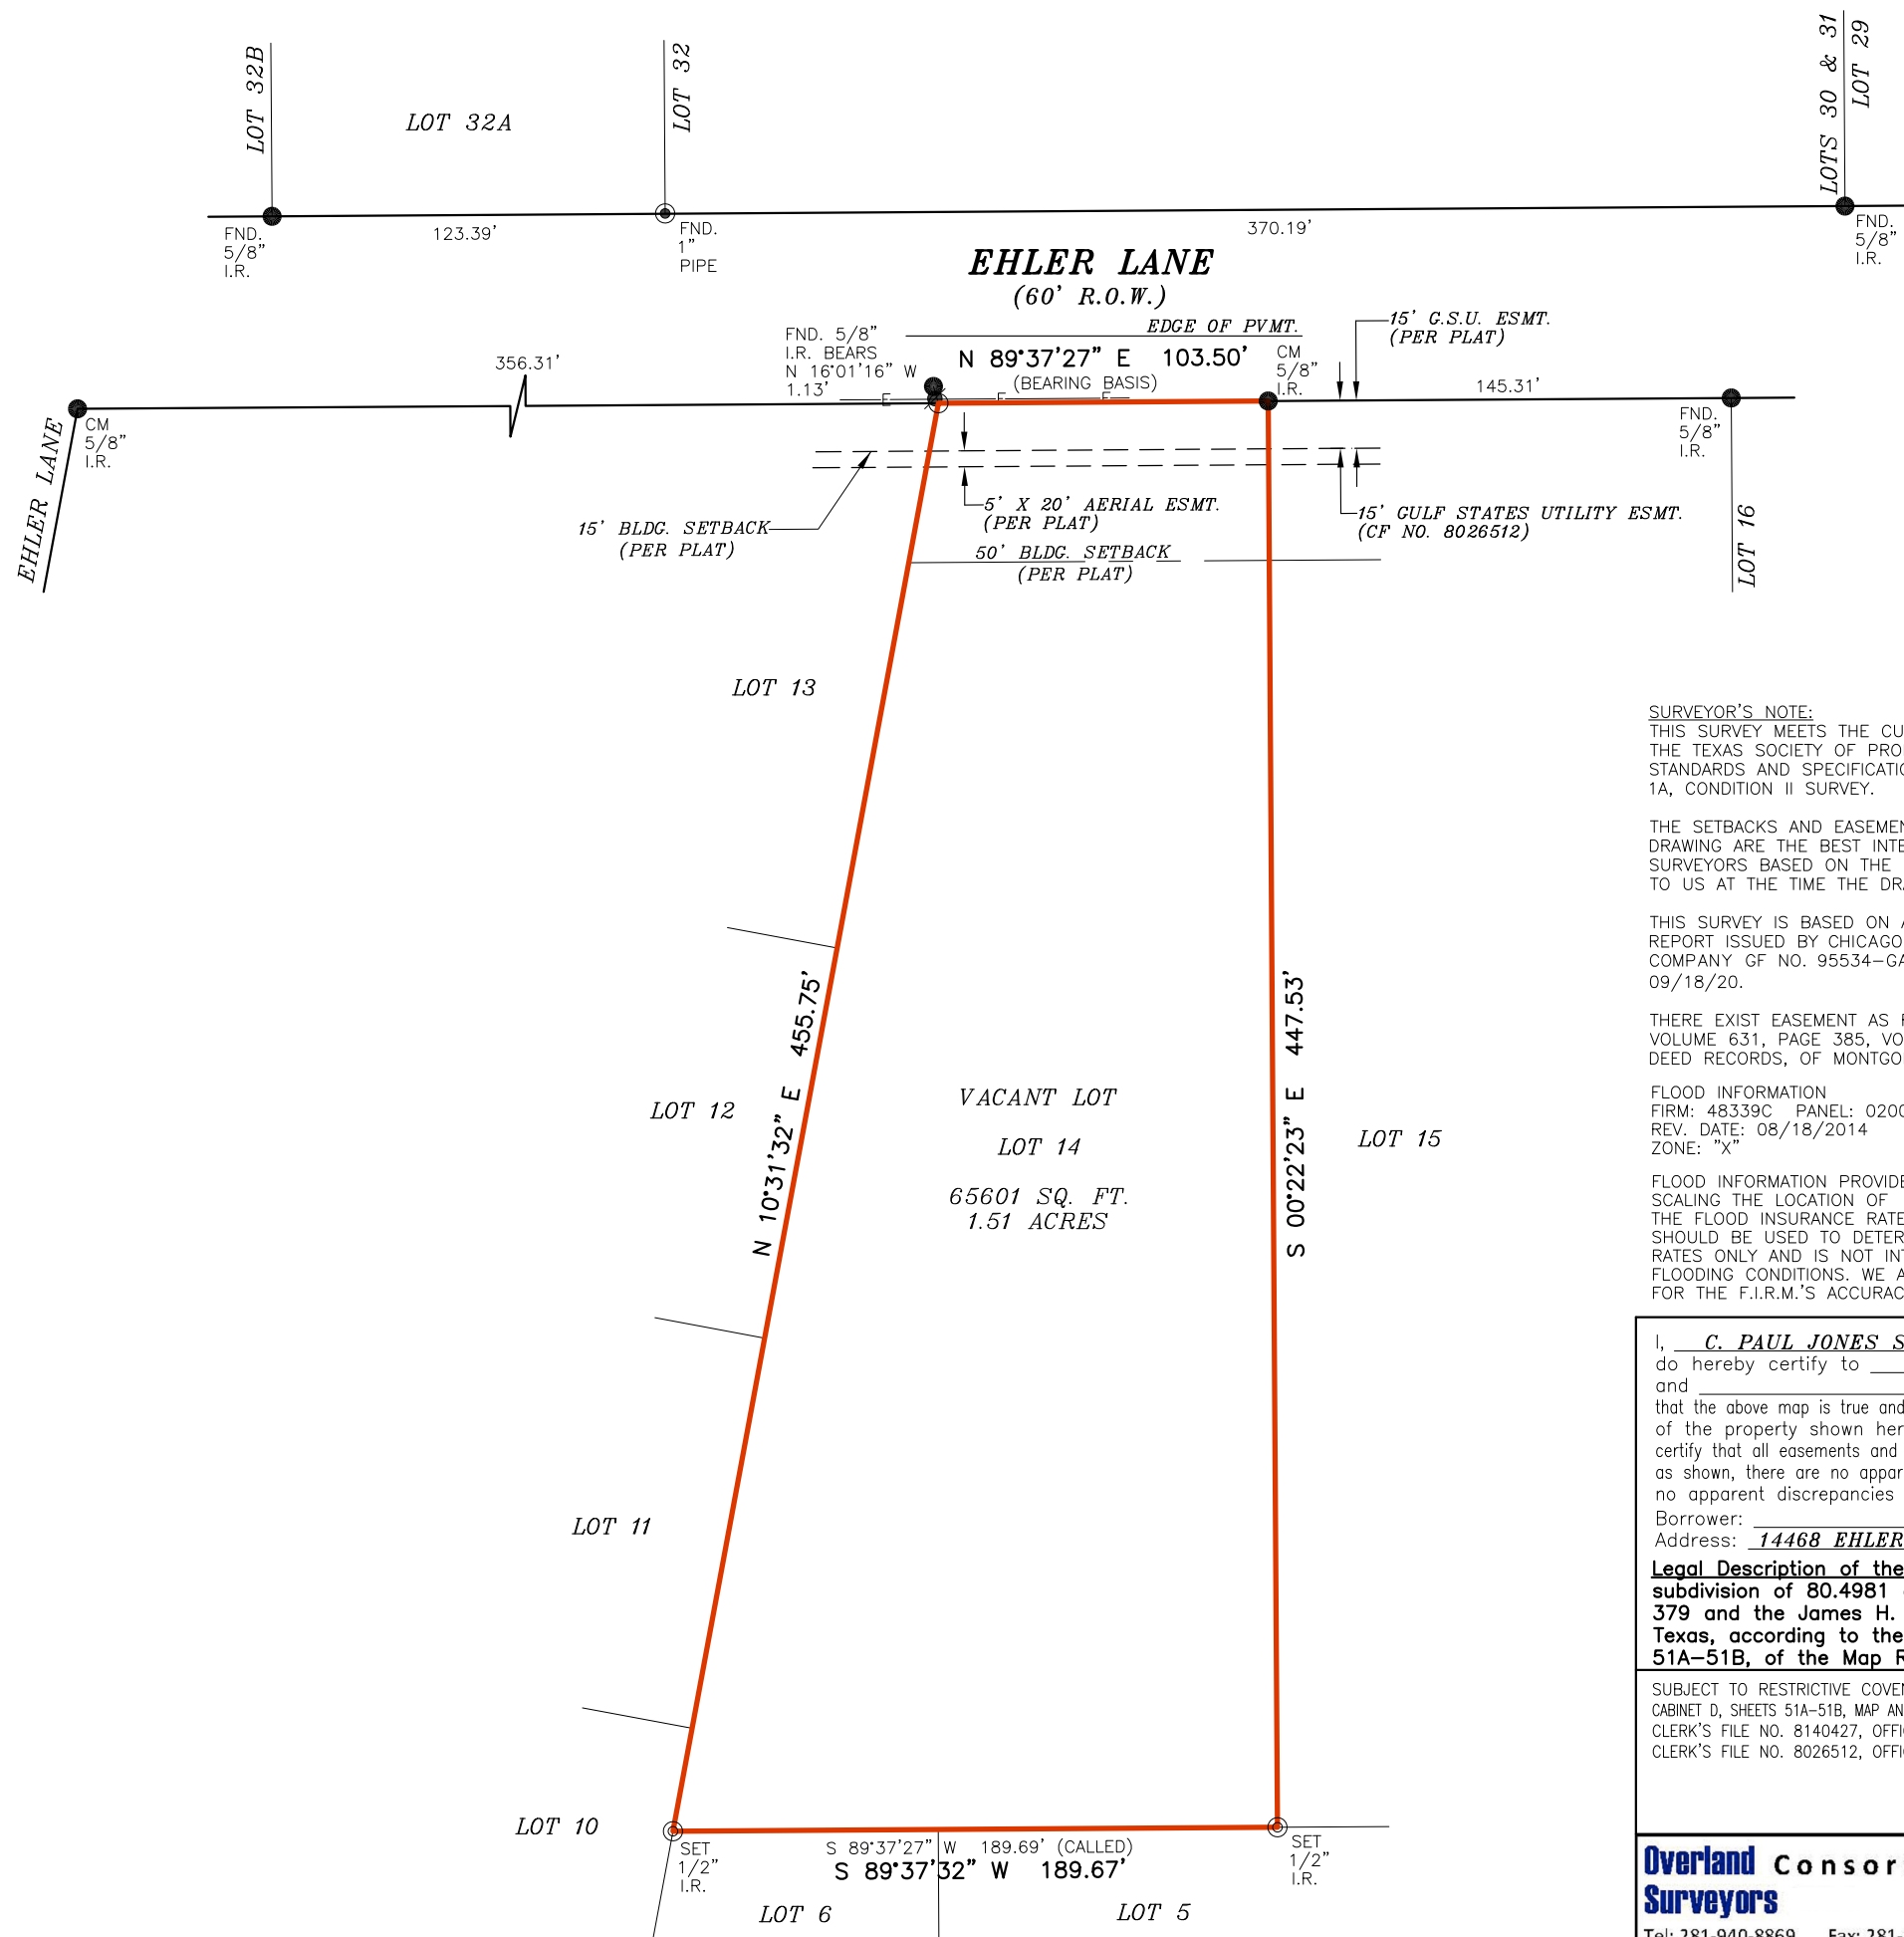 LOT 32B
LOT 32A
LOT 32
LOTS 30 & 31
LOT 29
FND.
5/8"
I.R.
123.39'
FND.
1"
PIPE
370.19'
FND.
5/8"
I.R.
EHLER LANE
(60' R.O.W.)
EDGE OF PVMT.
15' G.S.U. ESMT.
(PER PLAT)
FND. 5/8"
I.R. BEARS
N 16°01'16" W
1.13'
N 89°37'27" E 103.50'
(BEARING BASIS)
CM
5/8"
I.R.
356.31'
145.31'
E E E
CM
5/8"
I.R.
EHLER LANE
FND.
5/8"
I.R.
LOT 16
15' BLDG. SETBACK
(PER PLAT)
5' X 20' AERIAL ESMT.
(PER PLAT)
15' GULF STATES UTILITY ESMT.
(CF NO. 8026512)
50' BLDG. SETBACK
(PER PLAT)
LOT 13
LOT 12
N 10°31'32" E 455.75'
VACANT LOT
LOT 14
65601 SQ. FT.
1.51 ACRES
S 00°22'23" E 447.53'
LOT 15
LOT 11
LOT 10
SET
1/2"
I.R.
S 89°37'27" W 189.69' (CALLED)
S 89°37'32" W 189.67'
SET
1/2"
I.R.
LOT 6
LOT 5
SURVEYOR'S NOTE:
THIS SURVEY MEETS THE CU
THE TEXAS SOCIETY OF PRO
STANDARDS AND SPECIFICATI
1A, CONDITION II SURVEY.
THE SETBACKS AND EASEMEN
DRAWING ARE THE BEST INTE
SURVEYORS BASED ON THE
TO US AT THE TIME THE DRA
THIS SURVEY IS BASED ON A
REPORT ISSUED BY CHICAGO
COMPANY GF NO. 95534-GA
09/18/20.
THERE EXIST EASEMENT AS
VOLUME 631, PAGE 385, VO
DEED RECORDS, OF MONTGO
FLOOD INFORMATION
FIRM: 48339C PANEL: 0200
REV. DATE: 08/18/2014
ZONE: "X"
FLOOD INFORMATION PROVIDE
SCALING THE LOCATION OF
THE FLOOD INSURANCE RATE
SHOULD BE USED TO DETER
RATES ONLY AND IS NOT INT
FLOODING CONDITIONS. WE A
FOR THE F.I.R.M.'S ACCURAC
I, C. PAUL JONES S
do hereby certify to
and
that the above map is true and
of the property shown her
certify that all easements and
as shown, there are no appar
no apparent discrepancies
Borrower:
Address: 14468 EHLER
Legal Description of the
subdivision of 80.4981
379 and the James H.
Texas, according to the
51A-51B, of the Map R
SUBJECT TO RESTRICTIVE COVEN
CABINET D, SHEETS 51A-51B, MAP AN
CLERK'S FILE NO. 8140427, OFFI
CLERK'S FILE NO. 8026512, OFFI
Overland Consor
Surveyors
Tel: 281-940-8869 Fax: 281-